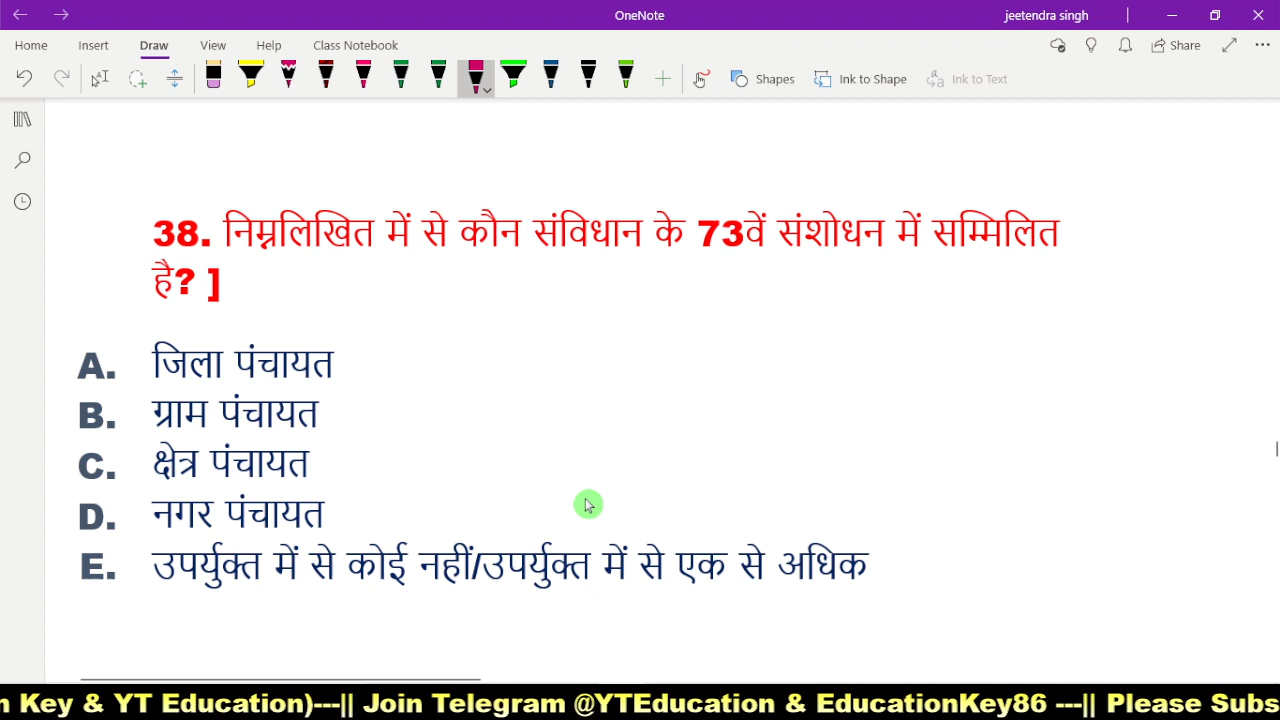 OneNote
jeetendra singh
Home Insert Draw View Help Class Notebook
Share
Shapes Ink to Shape Ink to Text
38. निम्नलिखित में से कौन संविधान के 73वें संशोधन में सम्मिलित
है? ]
A. जिला पंचायत
B. ग्राम पंचायत
C. क्षेत्र पंचायत
D. नगर पंचायत
E. उपर्युक्त में से कोई नहीं/उपर्युक्त में से एक से अधिक
Key & YT Education)---|| Join Telegram @YTEducation & EducationKey86 ---|| Please Subs